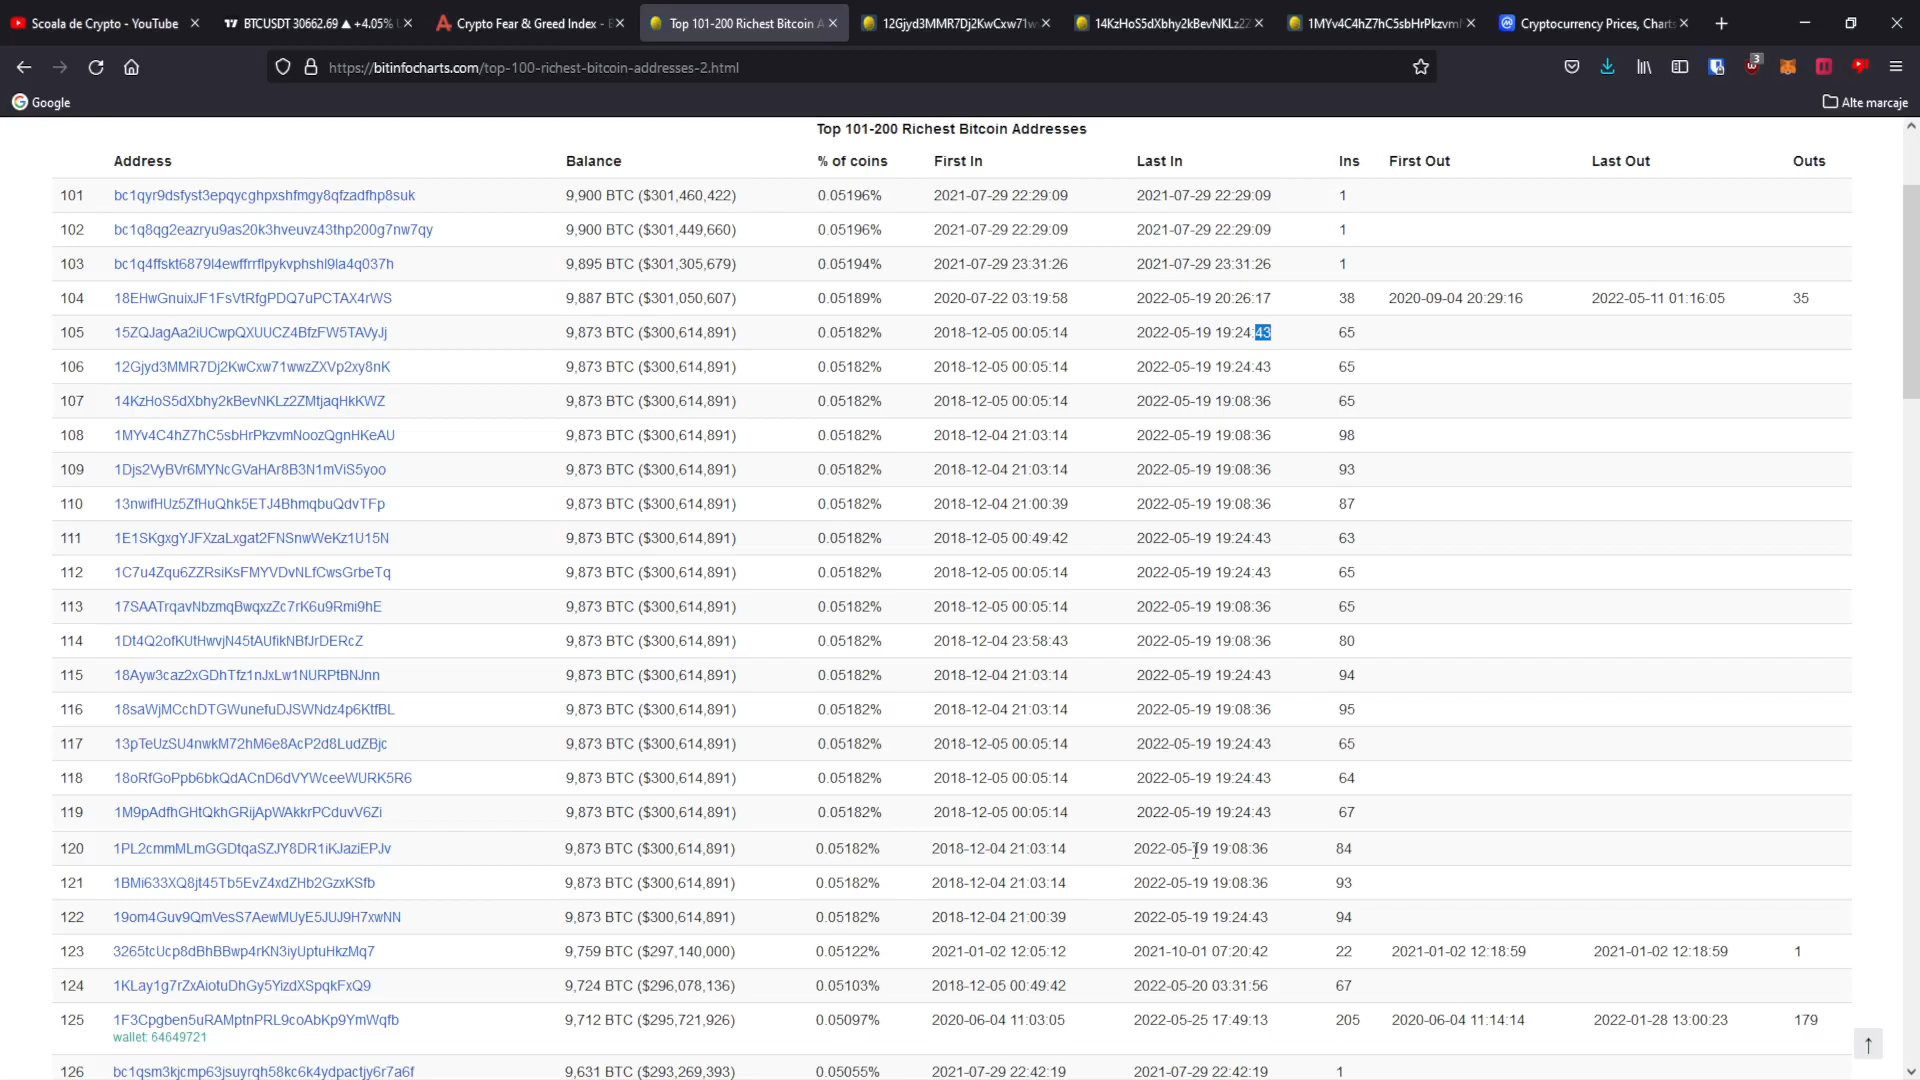 Scoala de Crypto - YouTube
BTCUSDT 30662.69 ▲ +4.05%
Crypto Fear & Greed Index -
Top 101-200 Richest Bitcoin A
12Gjyd3MMR7Dj2KwCxw71w
14KzHoS5dXbhy2kBevNKLz2Z
1MYv4C4hZ7hC5sbHrPkzvm
Cryptocurrency Prices, Charts
https://bitinfocharts.com/top-100-richest-bitcoin-addresses-2.html
3
Google
Alte marcaje
Top 101-200 Richest Bitcoin Addresses
Address Balance % of coins First In Last In Ins First Out Last Out Outs
101 bc1qyr9dsfyst3epqycghpxshfmgy8qfzadfhp8suk 9,900 BTC ($301,460,422) 0.05196% 2021-07-29 22:29:09 2021-07-29 22:29:09 1
102 bc1q8qg2eazryu9as20k3hveuvz43thp200g7nw7qy 9,900 BTC ($301,449,660) 0.05196% 2021-07-29 22:29:09 2021-07-29 22:29:09 1
103 bc1q4ffskt6879l4ewffrrflpykvphshl9la4q037h 9,895 BTC ($301,305,679) 0.05194% 2021-07-29 23:31:26 2021-07-29 23:31:26 1
104 18EHwGnuixJF1FsVtRfgPDQ7uPCTAX4rWS 9,887 BTC ($301,050,607) 0.05189% 2020-07-22 03:19:58 2022-05-19 20:26:17 38 2020-09-04 20:29:16 2022-05-11 01:16:05 35
105 15ZQJagAa2iUCwpQXUUCZ4BfzFW5TAVyJj 9,873 BTC ($300,614,891) 0.05182% 2018-12-05 00:05:14 2022-05-19 19:24:43 65
106 12Gjyd3MMR7Dj2KwCxw71wwzZXVp2xy8nK 9,873 BTC ($300,614,891) 0.05182% 2018-12-05 00:05:14 2022-05-19 19:24:43 65
107 14KzHoS5dXbhy2kBevNKLz2ZMtjaqHkKWZ 9,873 BTC ($300,614,891) 0.05182% 2018-12-05 00:05:14 2022-05-19 19:08:36 65
108 1MYv4C4hZ7hC5sbHrPkzvmNoozQgnHKeAU 9,873 BTC ($300,614,891) 0.05182% 2018-12-04 21:03:14 2022-05-19 19:08:36 98
109 1Djs2VyBVr6MYNcGVaHAr8B3N1mViS5yoo 9,873 BTC ($300,614,891) 0.05182% 2018-12-04 21:03:14 2022-05-19 19:08:36 93
110 13nwifHUz5ZfHuQhk5ETJ4BhmqbuQdvTFp 9,873 BTC ($300,614,891) 0.05182% 2018-12-04 21:00:39 2022-05-19 19:08:36 87
111 1E1SKgxgYJFXzaLxgat2FNSnwWeKz1U15N 9,873 BTC ($300,614,891) 0.05182% 2018-12-05 00:49:42 2022-05-19 19:24:43 63
112 1C7u4Zqu6ZZRsiKsFMYVDvNLfCwsGrbeTq 9,873 BTC ($300,614,891) 0.05182% 2018-12-05 00:05:14 2022-05-19 19:24:43 65
113 17SAATrqavNbzmqBwqxzZc7rK6u9Rmi9hE 9,873 BTC ($300,614,891) 0.05182% 2018-12-05 00:05:14 2022-05-19 19:08:36 65
114 1Dt4Q2ofKUtHwvjN45tAUfikNBfJrDERcZ 9,873 BTC ($300,614,891) 0.05182% 2018-12-04 23:58:43 2022-05-19 19:08:36 80
115 18Ayw3caz2xGDhTfz1nJxLw1NURPtBNJnn 9,873 BTC ($300,614,891) 0.05182% 2018-12-04 21:03:14 2022-05-19 19:24:43 94
116 18saWjMCchDTGWunefuDJSWNdz4p6KtfBL 9,873 BTC ($300,614,891) 0.05182% 2018-12-04 21:03:14 2022-05-19 19:08:36 95
117 13pTeUzSU4nwkM72hM6e8AcP2d8LudZBjc 9,873 BTC ($300,614,891) 0.05182% 2018-12-05 00:05:14 2022-05-19 19:24:43 65
118 18oRfGoPpb6bkQdACnD6dVYWceeWURK5R6 9,873 BTC ($300,614,891) 0.05182% 2018-12-05 00:05:14 2022-05-19 19:24:43 64
119 1M9pAdfhGHtQkhGRijApWAkkrPCduvV6Zi 9,873 BTC ($300,614,891) 0.05182% 2018-12-05 00:05:14 2022-05-19 19:24:43 67
120 1PL2cmmMLmGGDtqaSZJY8DR1iKJaziEPJv 9,873 BTC ($300,614,891) 0.05182% 2018-12-04 21:03:14 2022-05-19 19:08:36 84
121 1BMi633XQ8jt45Tb5EvZ4xdZHb2GzxKSfb 9,873 BTC ($300,614,891) 0.05182% 2018-12-04 21:03:14 2022-05-19 19:08:36 93
122 19om4Guv9QmVesS7AewMUyE5JUJ9H7xwNN 9,873 BTC ($300,614,891) 0.05182% 2018-12-04 21:00:39 2022-05-19 19:24:43 94
123 3265tcUcp8dBhBBwp4rKN3iyUptuHkzMq7 9,759 BTC ($297,140,000) 0.05122% 2021-01-02 12:05:12 2021-10-01 07:20:42 22 2021-01-02 12:18:59 2021-01-02 12:18:59 1
124 1KLay1g7rZxAiotuDhGy5YizdXSpqkFxQ9 9,724 BTC ($296,078,136) 0.05103% 2018-12-05 00:49:42 2022-05-20 03:31:56 67
125 1F3Cpgben5uRAMptnPRL9coAbKp9YmWqfb 9,712 BTC ($295,721,926) 0.05097% 2020-06-04 11:03:05 2022-05-25 17:49:13 205 2020-06-04 11:14:14 2022-01-28 13:00:23 179
wallet: 64649721
126 bc1qsm3kjcmp63jsuyrqh58kc6k4ydpactjy6r7a6f 9,631 BTC ($293,269,393) 0.05055% 2021-07-29 22:42:19 2021-07-29 22:42:19 1